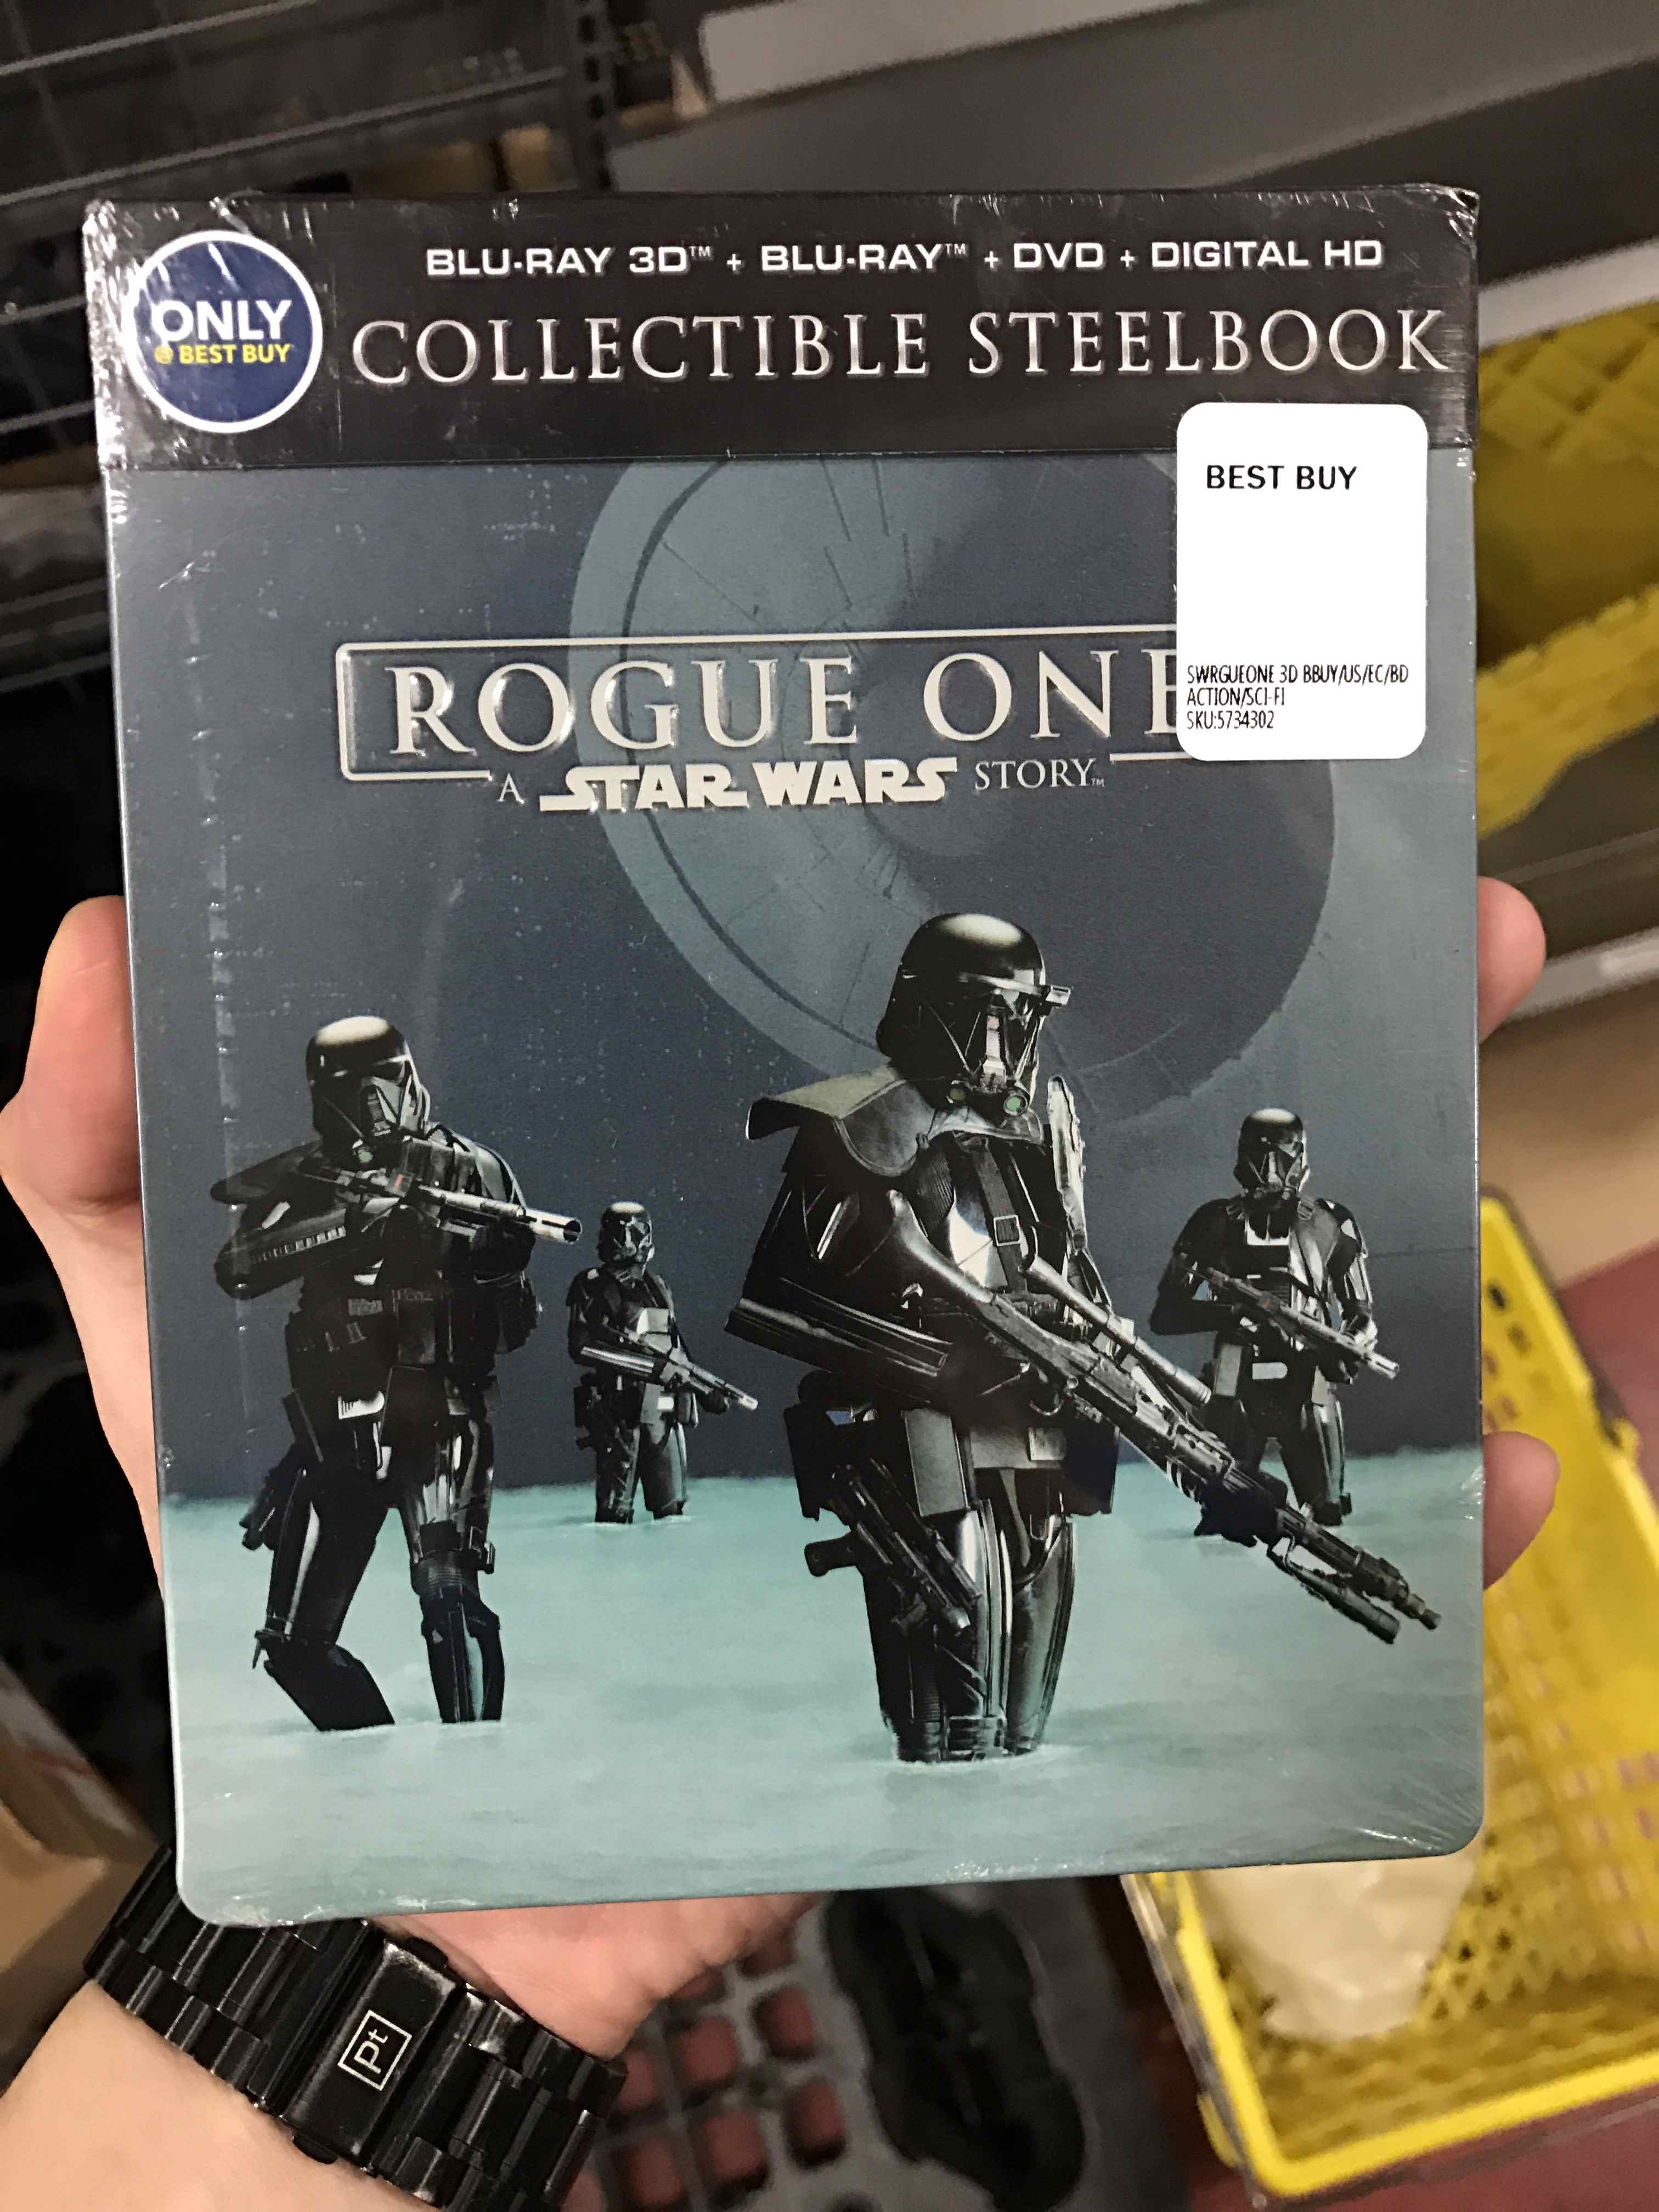 BLU-RAY 3D™ + BLU-RAY™ + DVD + DIGITAL HD
ONLY
@ BEST BUY
COLLECTIBLE STEELBOOK
BEST BUY
SWRGUEONE 3D BBUY/US/EC/BD
ACTION/SCI-FI
SKU:5734302
ROGUE ONE
A STAR WARS STORY™
Pt